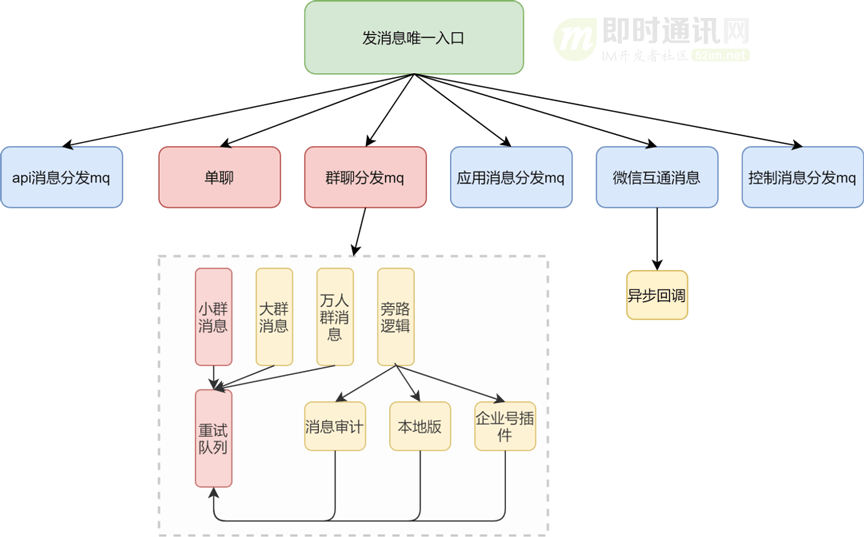 发消息唯一入口
即时通讯网
IM开发者社区 52im.net
api消息分发mq
单聊
群聊分发mq
应用消息分发mq
微信互通消息
控制消息分发mq
异步回调
小群
消息
大群
消息
万人
群消
息
旁路
逻辑
重试
队列
消息审计
本地版
企业号插
件